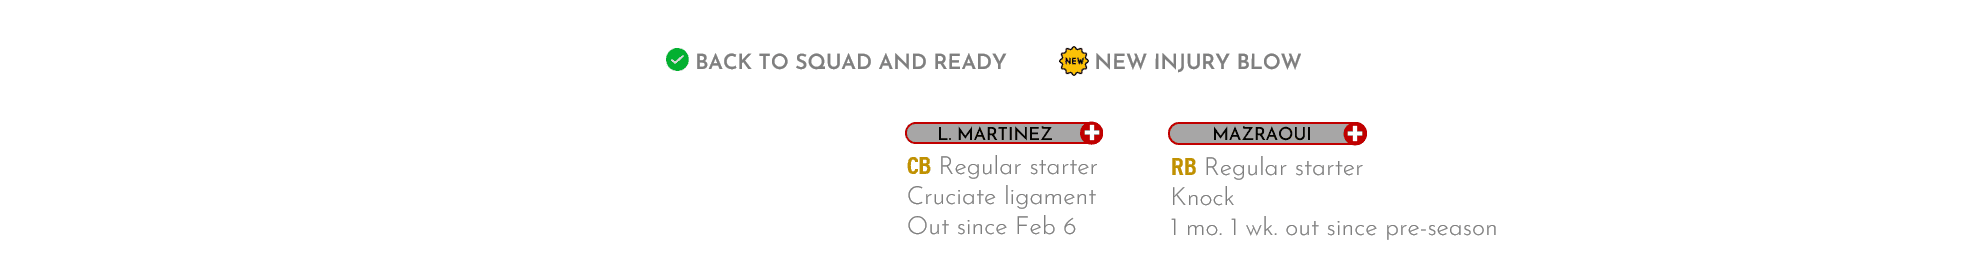 BACK TO SQUAD AND READY
NEW NEW INJURY BLOW
L. MARTINEZ
CB Regular starter
Cruciate ligament
Out since Feb 6
MAZRAOUI
RB Regular starter
Knock
1 mo. 1 wk. out since pre-season